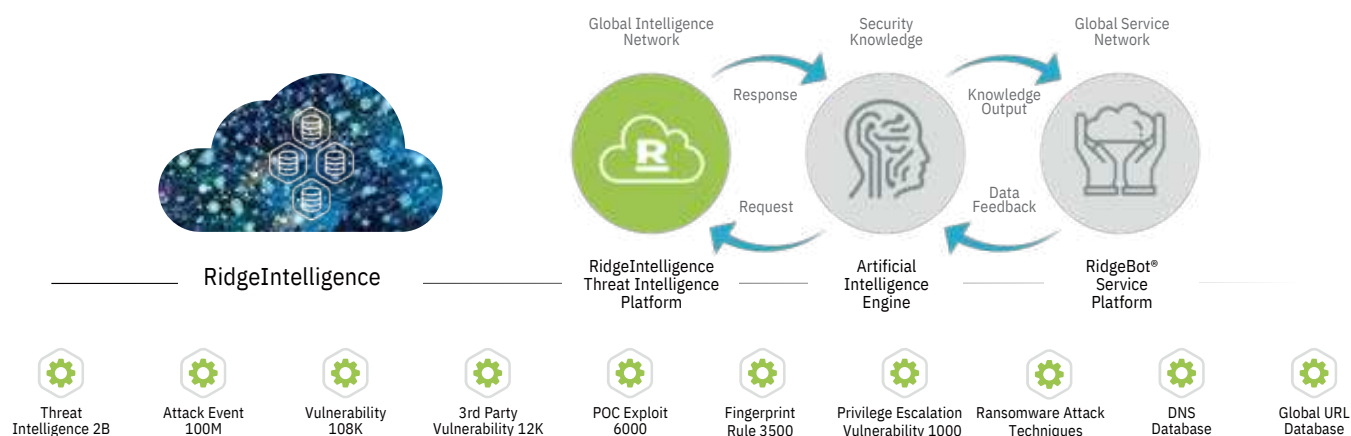 Global Intelligence
Network
Security
Knowledge
Global Service
Network
Response
Knowledge
Output
R
Request
Data
Feedback
RidgeIntelligence
RidgeIntelligence
Threat Intelligence
Platform
Artificial
Intelligence
Engine
RidgeBot®
Service
Platform
Threat
Intelligence 2B
Attack Event
100M
Vulnerability
108K
3rd Party
Vulnerability 12K
POC Exploit
6000
Fingerprint
Rule 3500
Privilege Escalation
Vulnerability 1000
Ransomware Attack
Techniques
DNS
Database
Global URL
Database